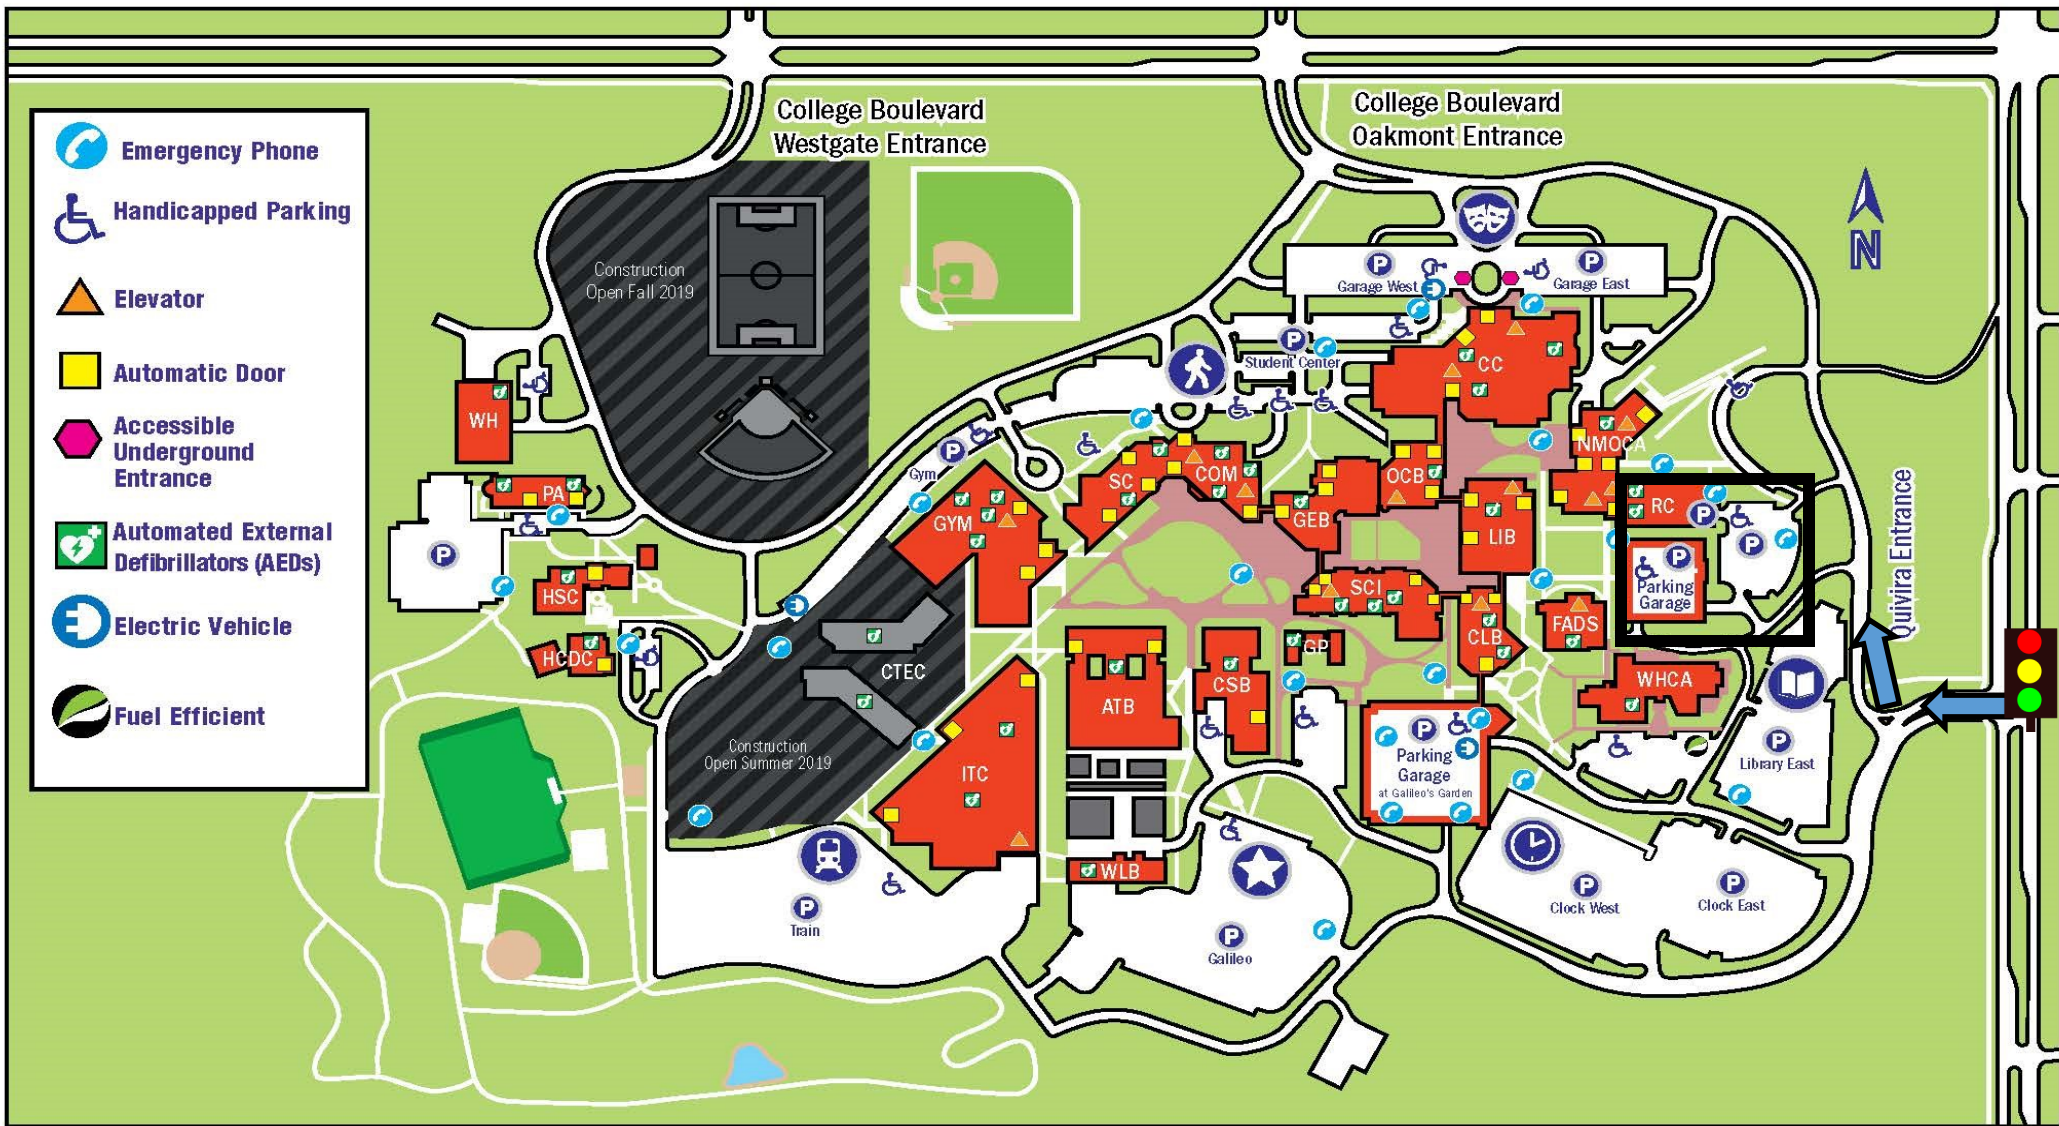 College Boulevard
Westgate Entrance
College Boulevard
Oakmont Entrance
Emergency Phone
Handicapped Parking
Elevator
Automatic Door
Accessible
Underground
Entrance
Automated External
Defibrillators (AEDs)
Electric Vehicle
Fuel Efficient
N
Construction
Open Fall 2019
P
Garage West
P
Garage East
P
Student Center
CC
WH
NMOCA
P
Gym
SC
COM
OCB
PA
GYM
GEB
LIB
RC
P
P
P
Parking
Garage
P
Quivira Entrance
HSC
SCI
CLB
FADS
HCDC
CTEC
GP
WHCA
ATB
CSB
P
Parking
Garage
at Galileo's Garden
P
Library East
Construction
Open Summer 2019
ITC
WLB
P
Train
P
Galileo
P
Clock West
P
Clock East